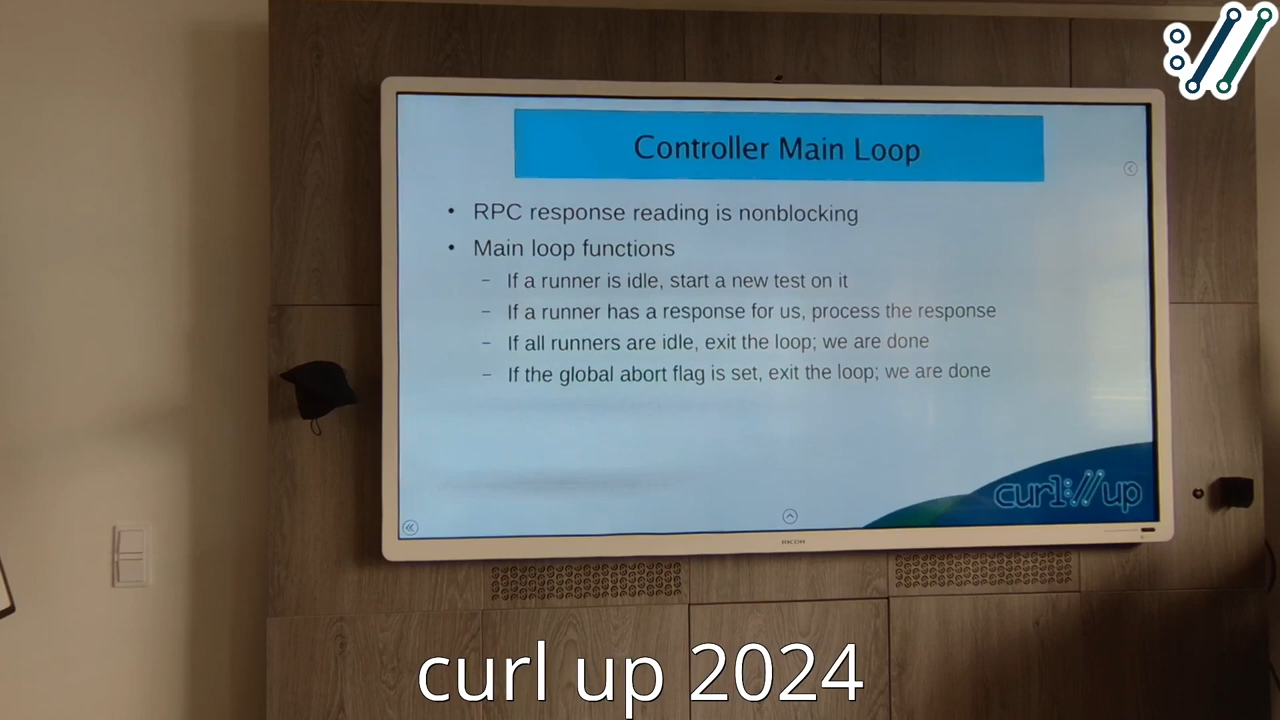 Controller Main Loop
• RPC response reading is nonblocking
• Main loop functions
– If a runner is idle, start a new test on it
– If a runner has a response for us, process the response
– If all runners are idle, exit the loop; we are done
– If the global abort flag is set, exit the loop; we are done
curl:// up
RICOH
curl up 2024